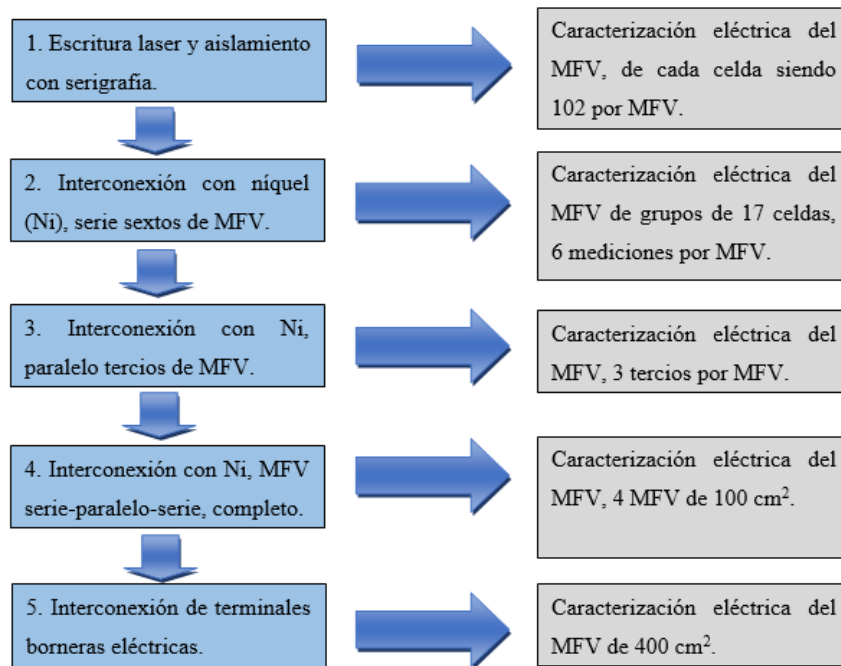 1. Escritura laser y aislamiento
con serigrafía.
Caracterización eléctrica del
MFV, de cada celda siendo
102 por MFV.
2. Interconexión con níquel
(Ni), serie sextos de MFV.
Caracterización eléctrica del
MFV de grupos de 17 celdas,
6 mediciones por MFV.
3. Interconexión con Ni,
paralelo tercios de MFV.
Caracterización eléctrica del
MFV, 3 tercios por MFV.
4. Interconexión con Ni, MFV
serie-paralelo-serie, completo.
Caracterización eléctrica del
MFV, 4 MFV de 100 cm².
5. Interconexión de terminales
borneras eléctricas.
Caracterización eléctrica del
MFV de 400 cm².